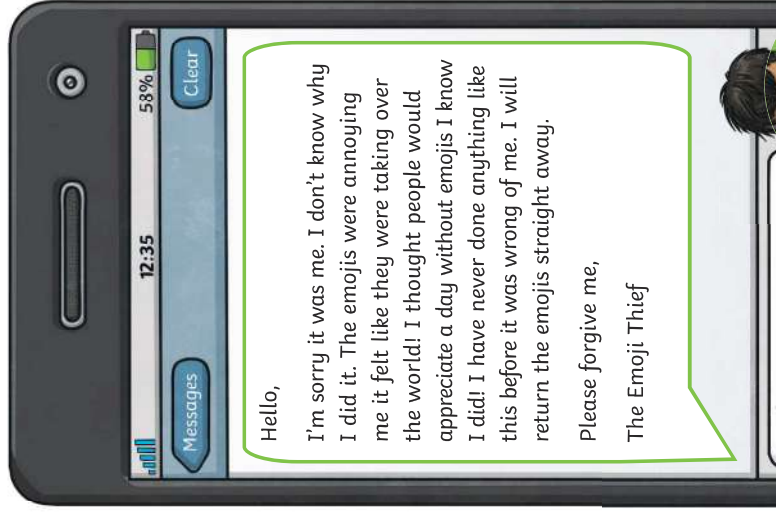 12:35
58%
Messages
Clear
Hello,
I'm sorry it was me. I don't know why
I did it. The emojis were annoying
me it felt like they were taking over
the world! I thought people would
appreciate a day without emojis I know
I did! I have never done anything like
this before it was wrong of me. I will
return the emojis straight away.
Please forgive me,
The Emoji Thief